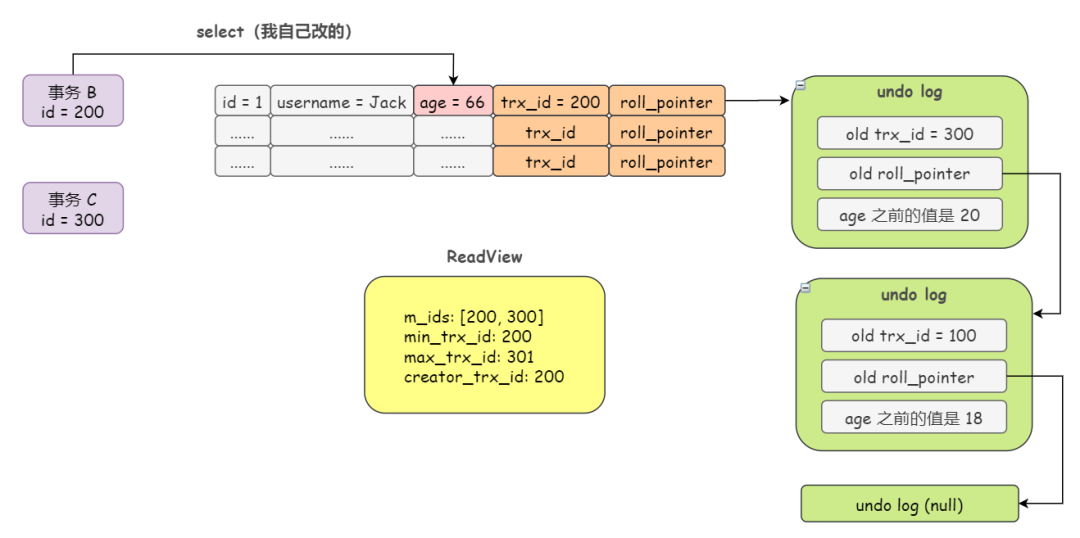 select（我自己改的）
事务 B
id = 200
id = 1 username = Jack age = 66 trx_id = 200 roll_pointer
...... ...... ...... trx_id roll_pointer
...... ...... ...... trx_id roll_pointer
事务 C
id = 300
undo log
old trx_id = 300
old roll_pointer
age 之前的值是 20
ReadView
m_ids: [200, 300]
min_trx_id: 200
max_trx_id: 301
creator_trx_id: 200
undo log
old trx_id = 100
old roll_pointer
age 之前的值是 18
undo log (null)